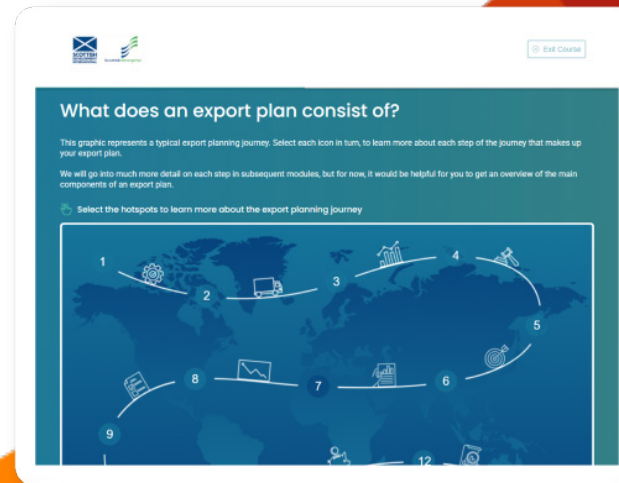 SCOTTISH
DEVELOPMENT
INTERNATIONAL
Exit Course
What does an export plan consist of?
This graphic represents a typical export planning journey. Select each icon in turn, to learn more about each step of the journey that makes up
your export plan.
We will go into much more detail on each step in subsequent modules, but for now, it would be helpful for you to get an overview of the main
components of an export plan.
Select the hotspots to learn more about the export planning journey
1
2
3
4
5
6
7
8
9
12